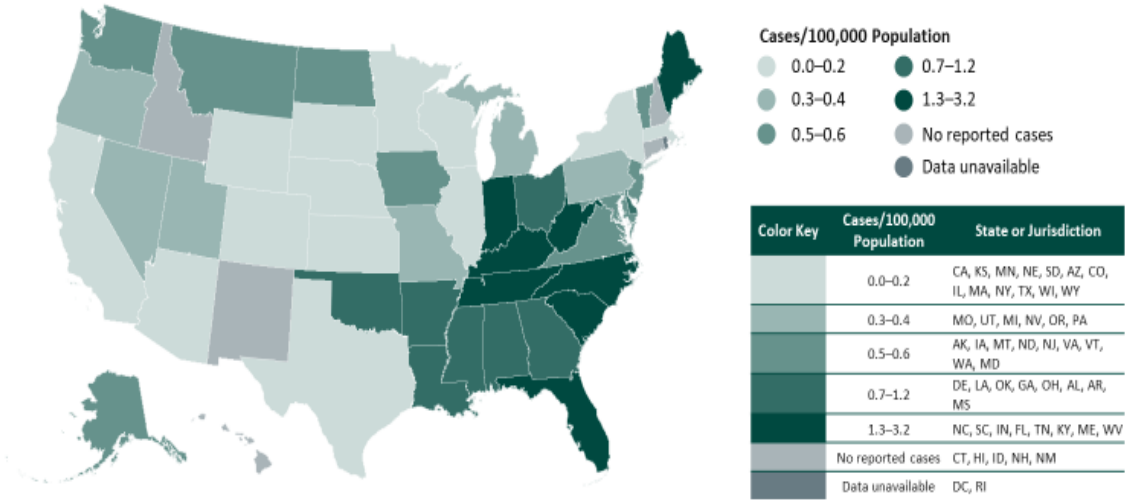 Cases/100,000 Population
0.0–0.2
0.7–1.2
0.3–0.4
1.3–3.2
0.5–0.6
No reported cases
Data unavailable
Color Key Cases/100,000 Population State or Jurisdiction
0.0–0.2 CA, KS, MN, NE, SD, AZ, CO,
IL, MA, NY, TX, WI, WY
0.3–0.4 MO, UT, MI, NV, OR, PA
0.5–0.6 AK, IA, MT, ND, NJ, VA, VT,
WA, MD
0.7–1.2 DE, LA, OK, GA, OH, AL, AR,
MS
1.3–3.2 NC, SC, IN, FL, TN, KY, ME, WV
No reported cases CT, HI, ID, NH, NM
Data unavailable DC, RI